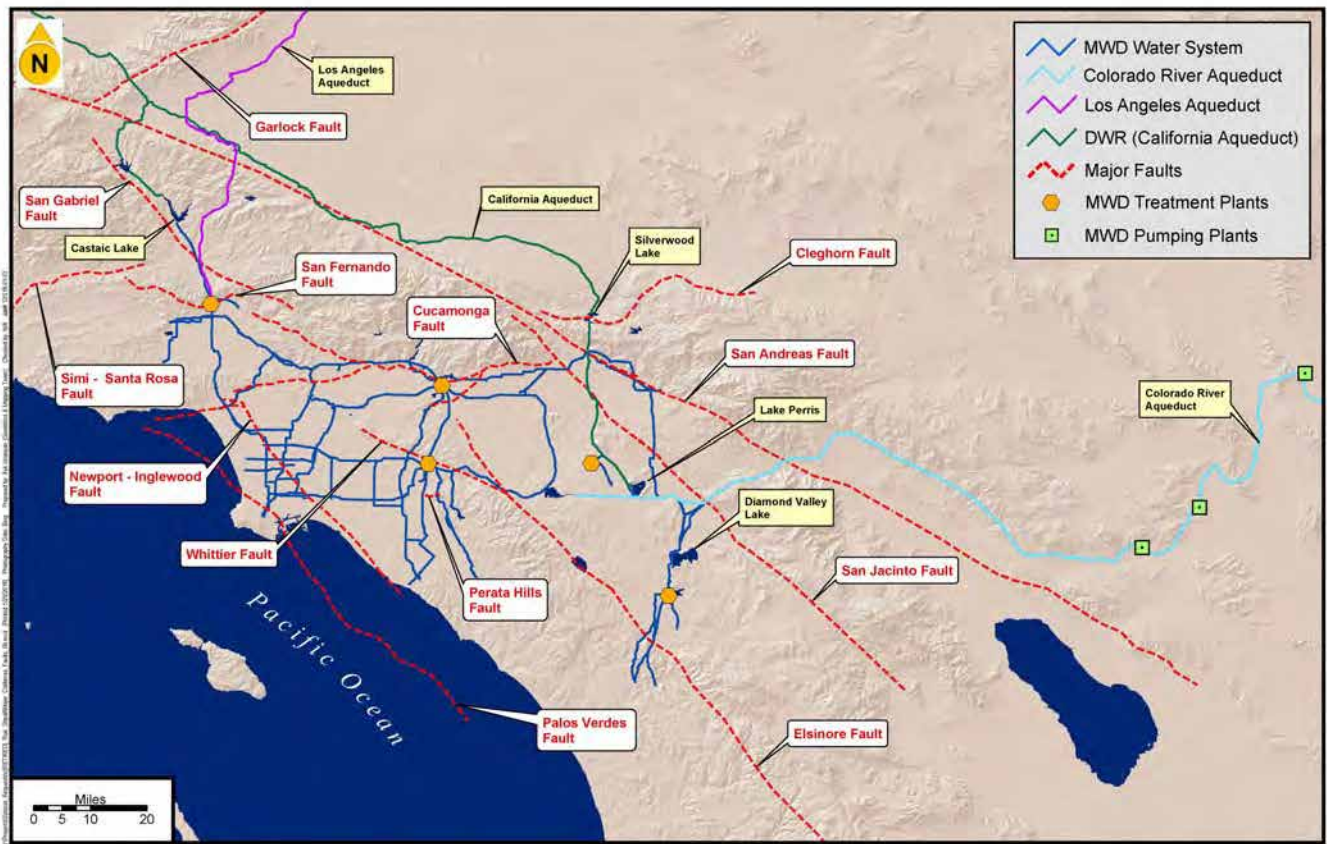 N
Los Angeles
Aqueduct
Garlock Fault
San Gabriel
Fault
Castaic Lake
California Aqueduct
Silverwood
Lake
Cleghorn Fault
San Fernando
Fault
Cucamonga
Fault
San Andreas Fault
Simi - Santa Rosa
Fault
Lake Perris
Colorado River
Aqueduct
Newport - Inglewood
Fault
Diamond Valley
Lake
Whittier Fault
Perata Hills
Fault
San Jacinto Fault
Pacific Ocean
Palos Verdes
Fault
Elsinore Fault
MWD Water System
Colorado River Aqueduct
Los Angeles Aqueduct
DWR (California Aqueduct)
Major Faults
MWD Treatment Plants
MWD Pumping Plants
Miles
0 5 10 20